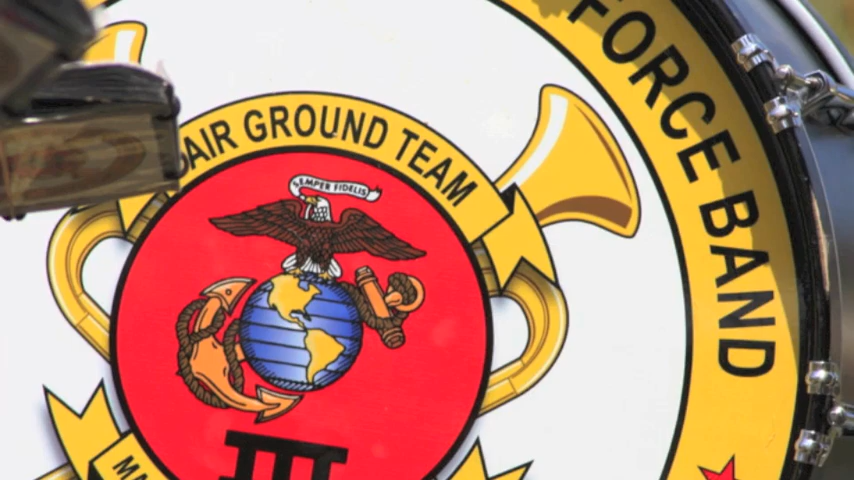 FORCE BAND
AIR GROUND TEAM
SEMPER FIDELIS
III